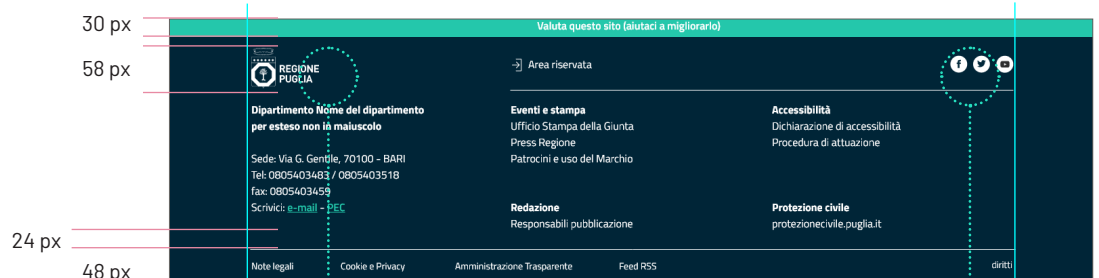 30 px
Valuta questo sito (aiutaci a migliorarlo)
58 px
REGIONE
PUGLIA
Area riservata
Dipartimento Nome del dipartimento
per esteso non in maiuscolo
Sede: Via G. Gentile, 70100 - BARI
Tel: 0805403483 / 0805403518
fax: 0805403459
Scrivici: e-mail - PEC
Eventi e stampa
Ufficio Stampa della Giunta
Press Regione
Patrocini e uso del Marchio
Redazione
Responsabili pubblicazione
Accessibilità
Dichiarazione di accessibilità
Procedura di attuazione
Protezione civile
protezionecivile.puglia.it
24 px
48 px
Note legali
Cookie e Privacy
Amministrazione Trasparente
Feed RSS
diritti